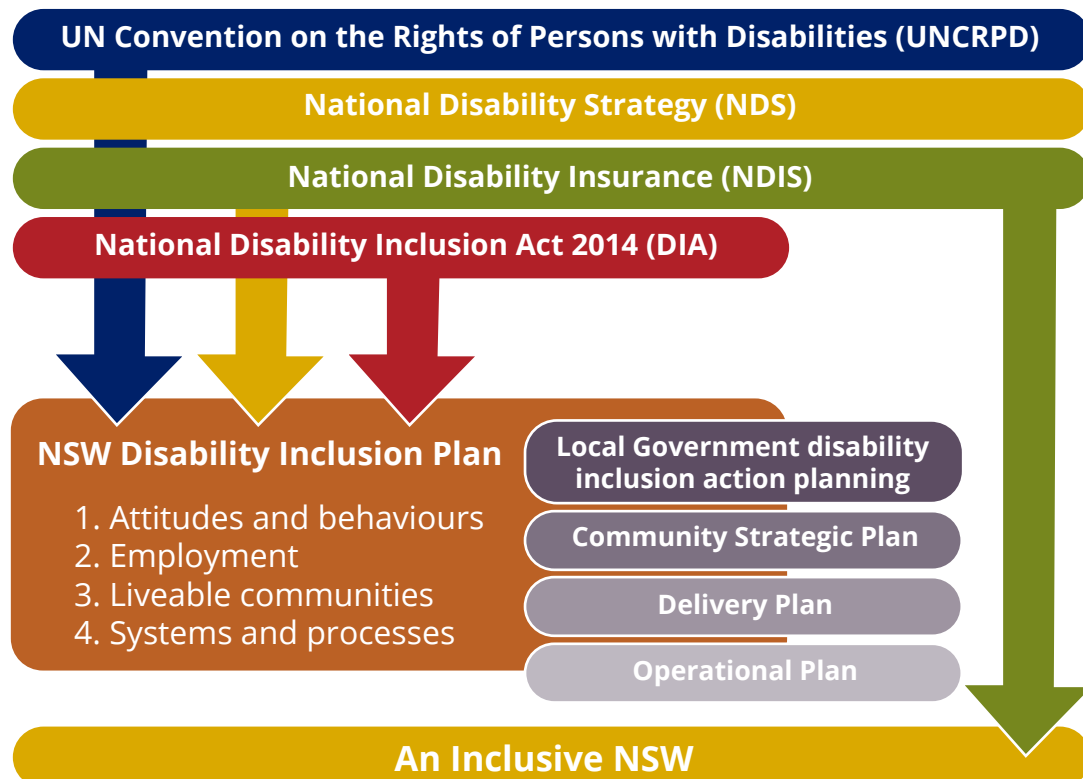 UN Convention on the Rights of Persons with Disabilities (UNCRPD)
National Disability Strategy (NDS)
National Disability Insurance (NDIS)
National Disability Inclusion Act 2014 (DIA)
NSW Disability Inclusion Plan
1. Attitudes and behaviours
2. Employment
3. Liveable communities
4. Systems and processes
Local Government disability
inclusion action planning
Community Strategic Plan
Delivery Plan
Operational Plan
An Inclusive NSW